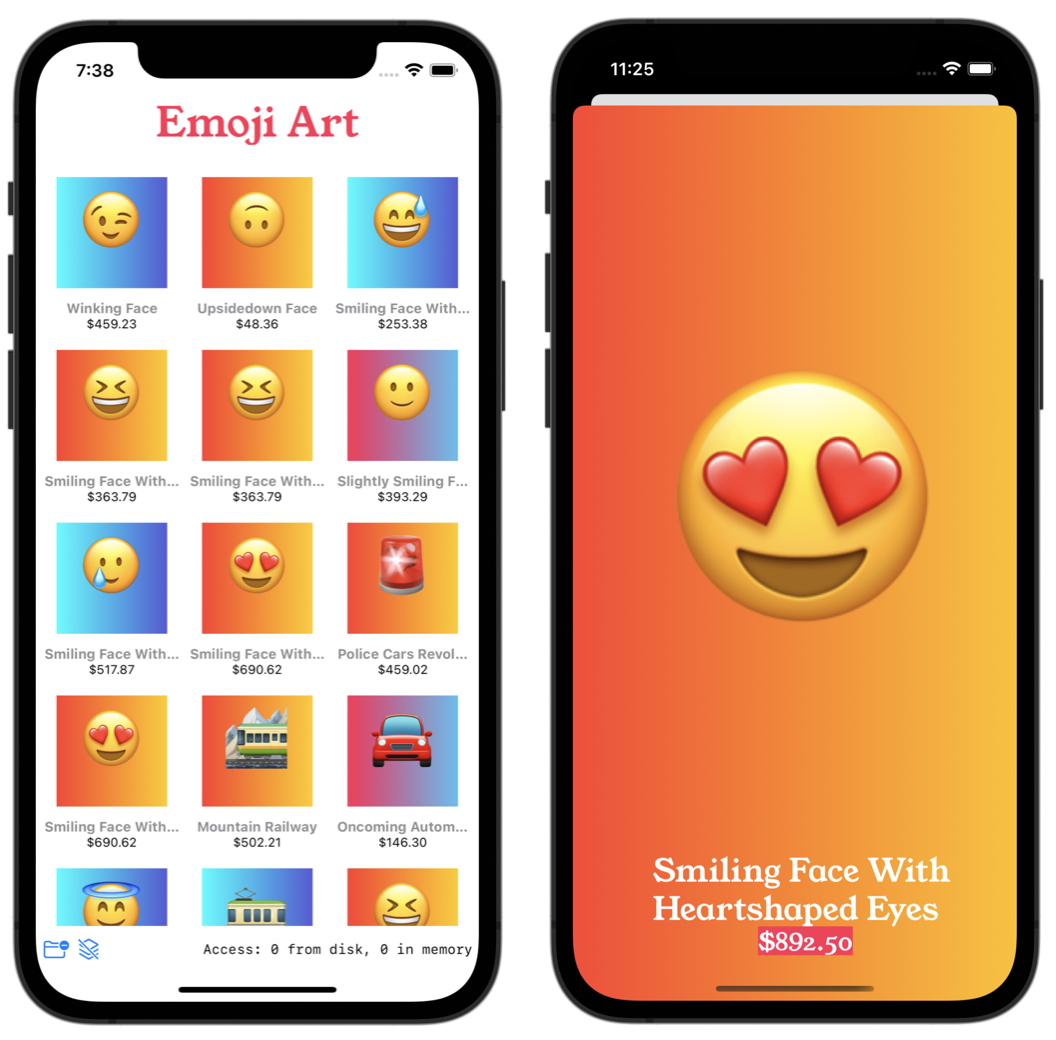 7:38
Emoji Art
Winking Face
Upsidedown Face
Smiling Face With...
$459.23
$48.36
$253.38
Smiling Face With...
Smiling Face With...
Slightly Smiling F...
$363.79
$363.79
$393.29
Smiling Face With...
Smiling Face With...
Police Cars Revol...
$517.87
$690.62
$459.02
Smiling Face With...
Mountain Railway
Oncoming Autom...
$690.62
$502.21
$146.30
Access: 0 from disk, 0 in memory
11:25
Smiling Face With
Heartshaped Eyes
$892.50